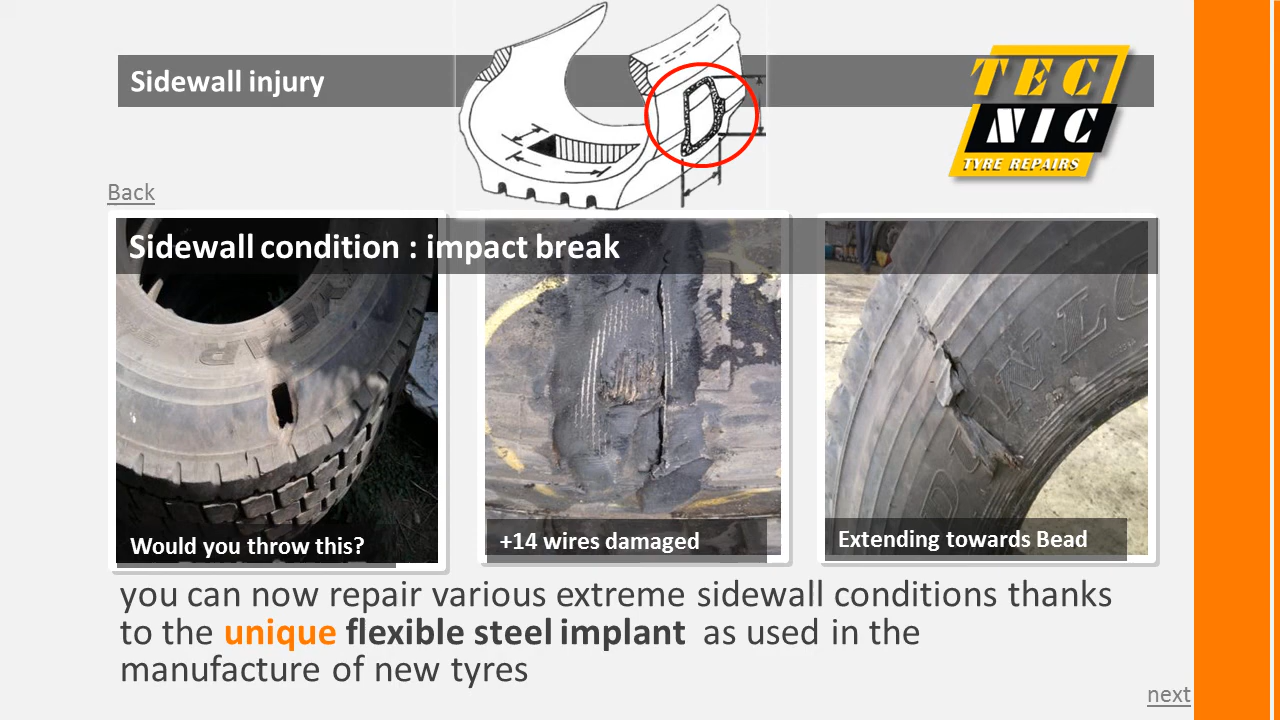 Sidewall injury
TEC
NIC
TYRE REPAIRS
Back
Sidewall condition : impact break
Would you throw this?
+14 wires damaged
DUNLO
Extending towards Bead
you can now repair various extreme sidewall conditions thanks
to the unique flexible steel implant as used in the
manufacture of new tyres
next